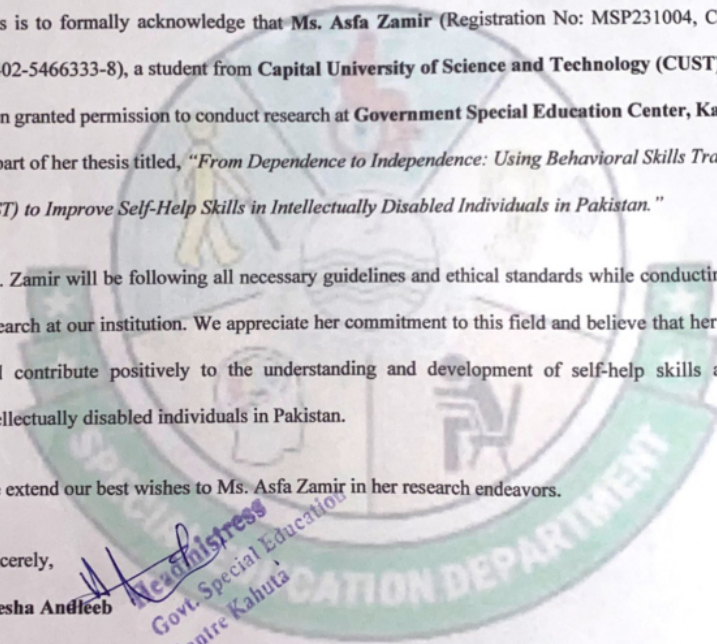 s is to formally acknowledge that Ms. Asfa Zamir (Registration No: MSP231004, C
02-5466333-8), a student from Capital University of Science and Technology (CUST)
n granted permission to conduct research at Government Special Education Center, Ka
part of her thesis titled, “From Dependence to Independence: Using Behavioral Skills Tra
ST) to Improve Self-Help Skills in Intellectually Disabled Individuals in Pakistan.”
. Zamir will be following all necessary guidelines and ethical standards while conductin
earch at our institution. We appreciate her commitment to this field and believe that her
l contribute positively to the understanding and development of self-help skills a
ellectually disabled individuals in Pakistan.
extend our best wishes to Ms. Asfa Zamir in her research endeavors.
cerely,
esha Andleeb
Headmistress
Govt. Special Education
Centre Kahuta
SPECIAL EDUCATION DEPARTMENT